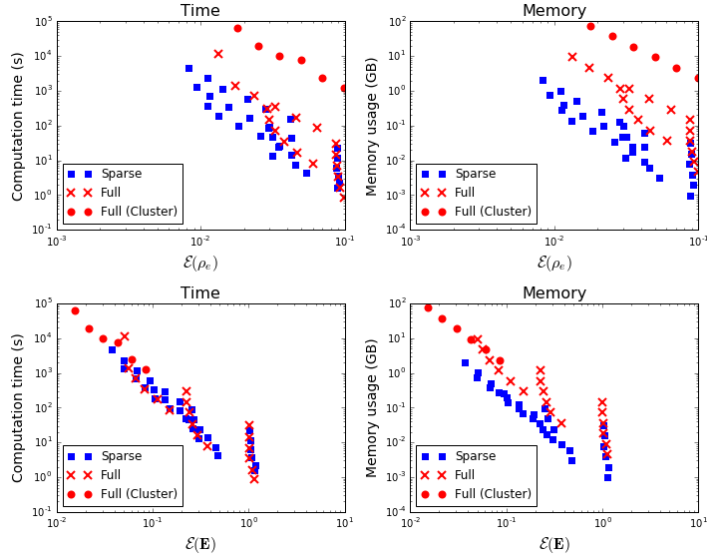 Time
Computation time (s)
10^5
10^4
10^3
10^2
10^1
10^0
10^-1
Sparse
Full
Full (Cluster)
10^-3
10^-2
10^-1
ℰ(ρ_e)
Memory
Memory usage (GB)
10^2
10^1
10^0
10^-1
10^-2
10^-3
10^-4
Sparse
Full
Full (Cluster)
10^-3
10^-2
10^-1
ℰ(ρ_e)
Time
Computation time (s)
10^5
10^4
10^3
10^2
10^1
10^0
10^-1
Sparse
Full
Full (Cluster)
10^-2
10^-1
10^0
10^1
ℰ(E)
Memory
Memory usage (GB)
10^2
10^1
10^0
10^-1
10^-2
10^-3
10^-4
Sparse
Full
Full (Cluster)
10^-2
10^-1
10^0
10^1
ℰ(E)